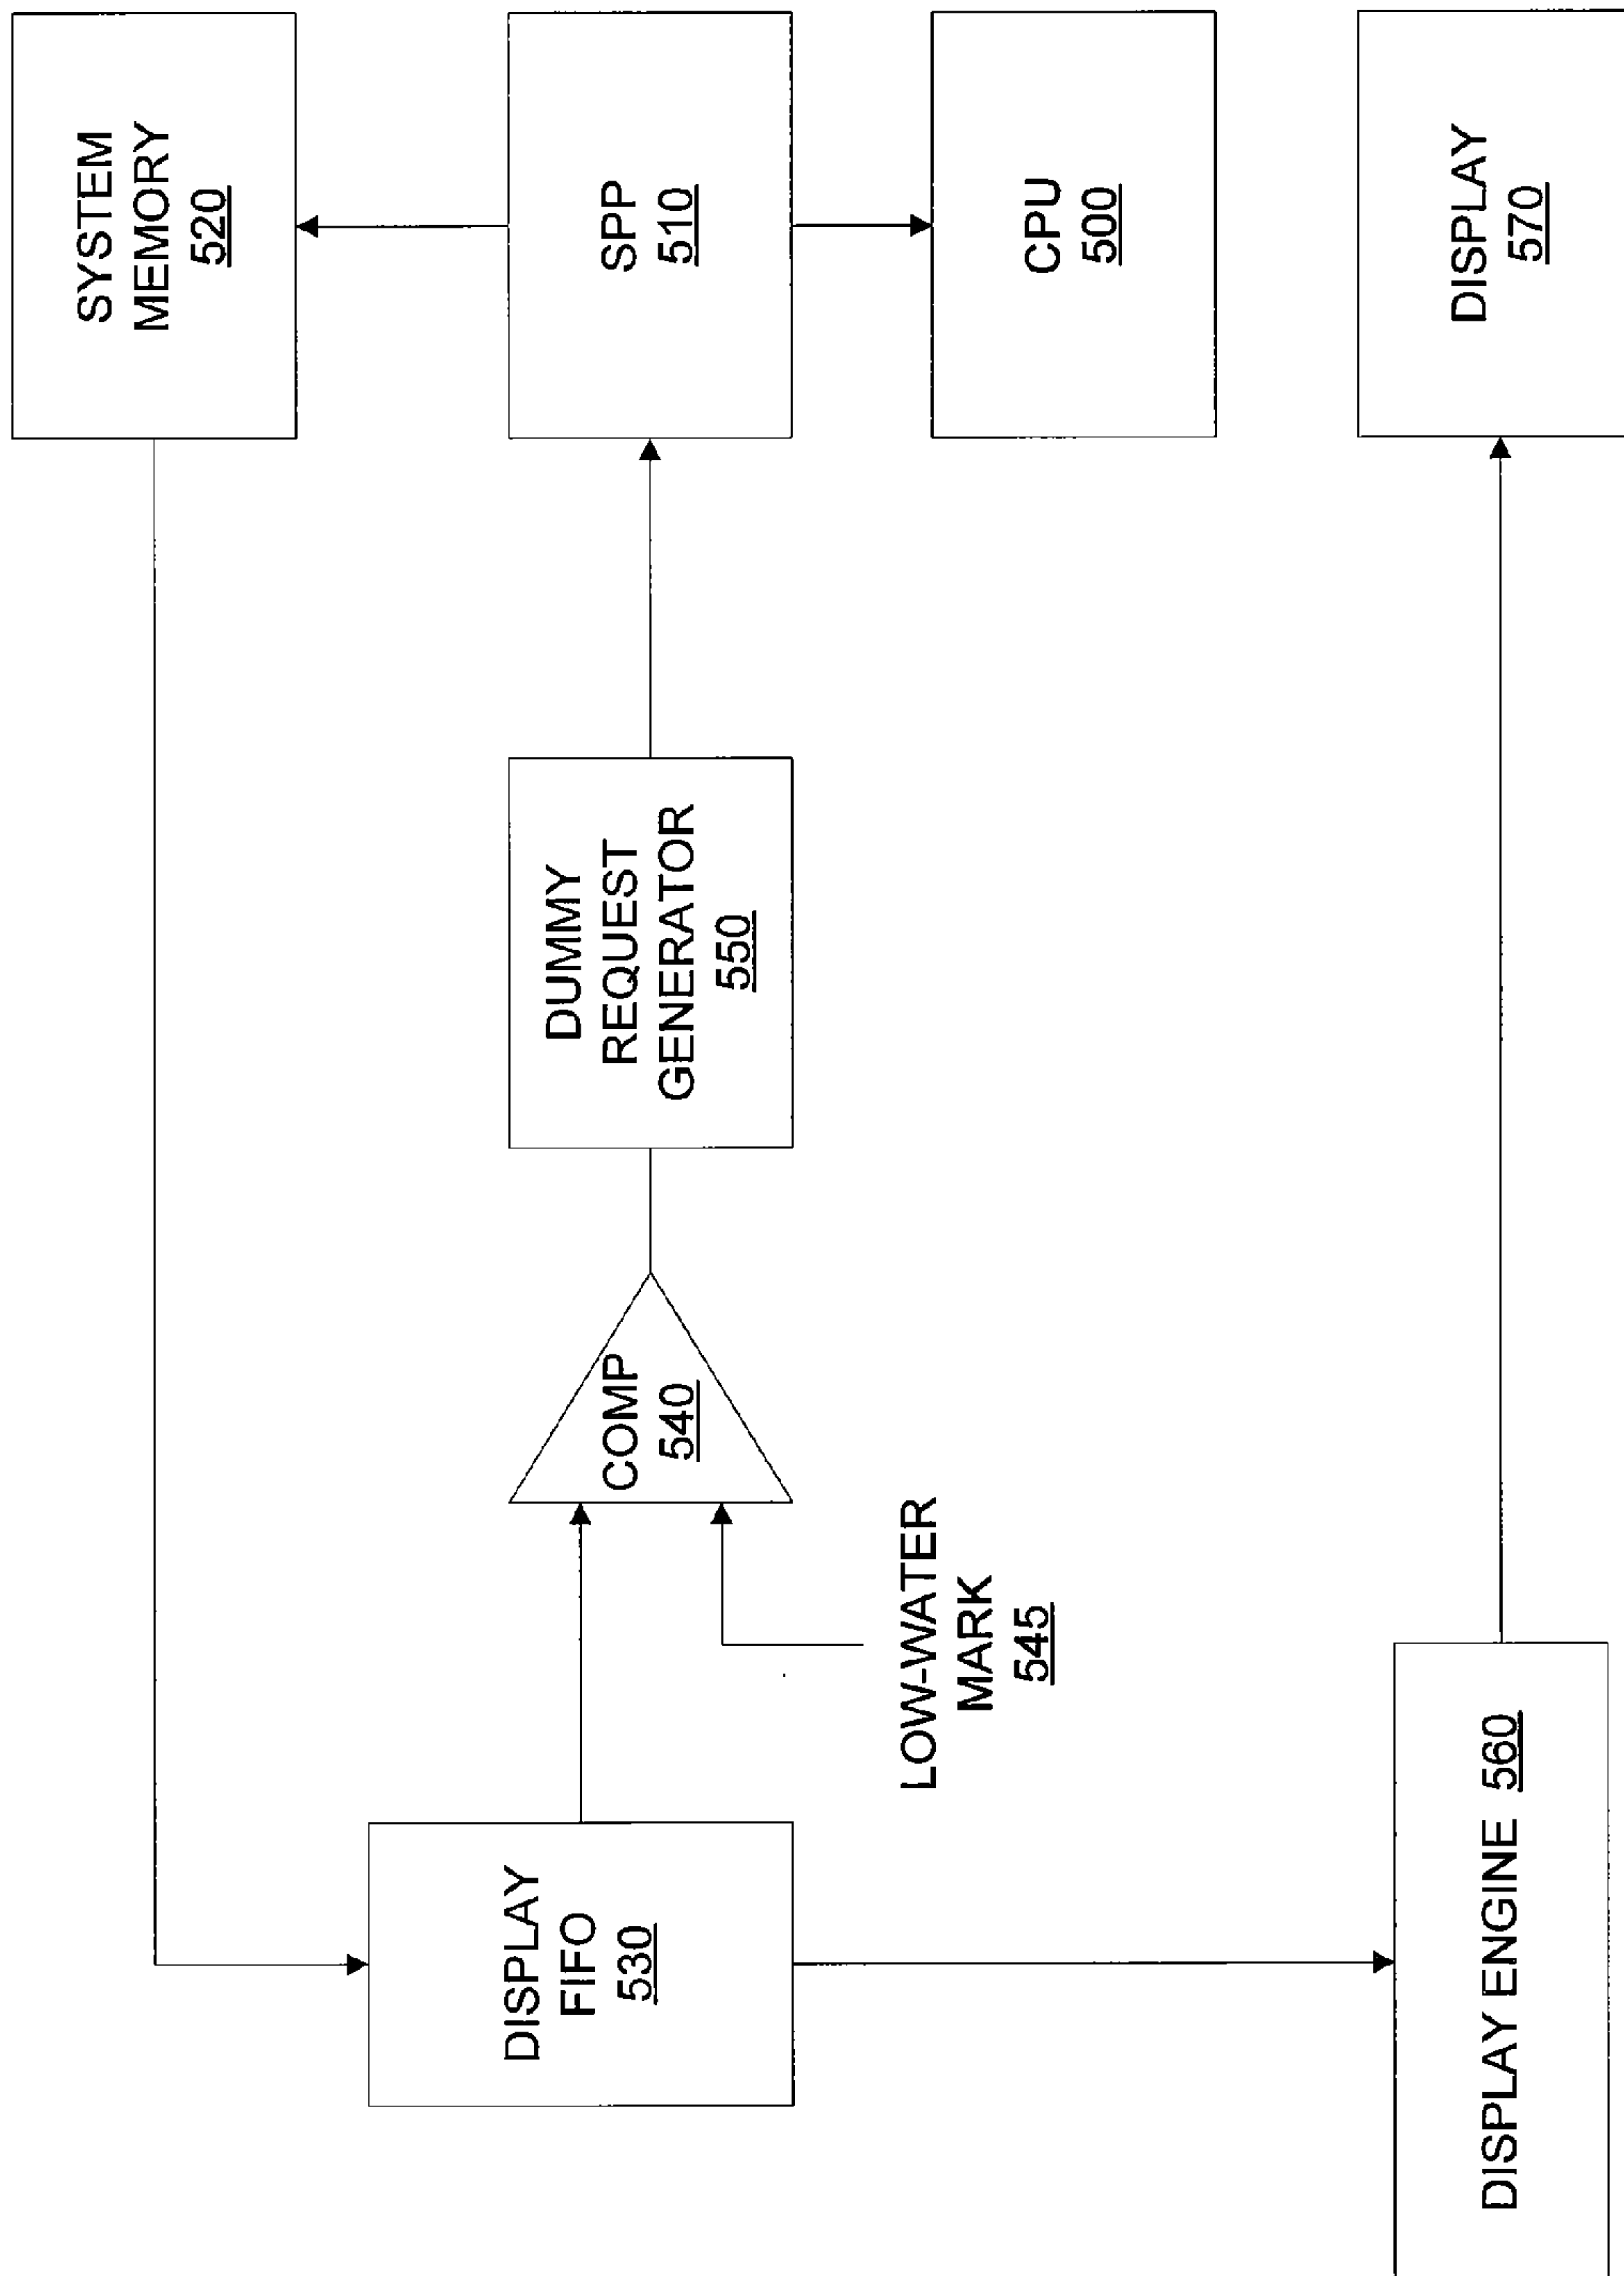 SYSTEM
MEMORY
520
SPP
510
CPU
500
DISPLAY
570
DUMMY
REQUEST
GENERATOR
550
COMP
540
LOW-WATER
MARK
545
DISPLAY
FIFO
530
DISPLAY ENGINE 560